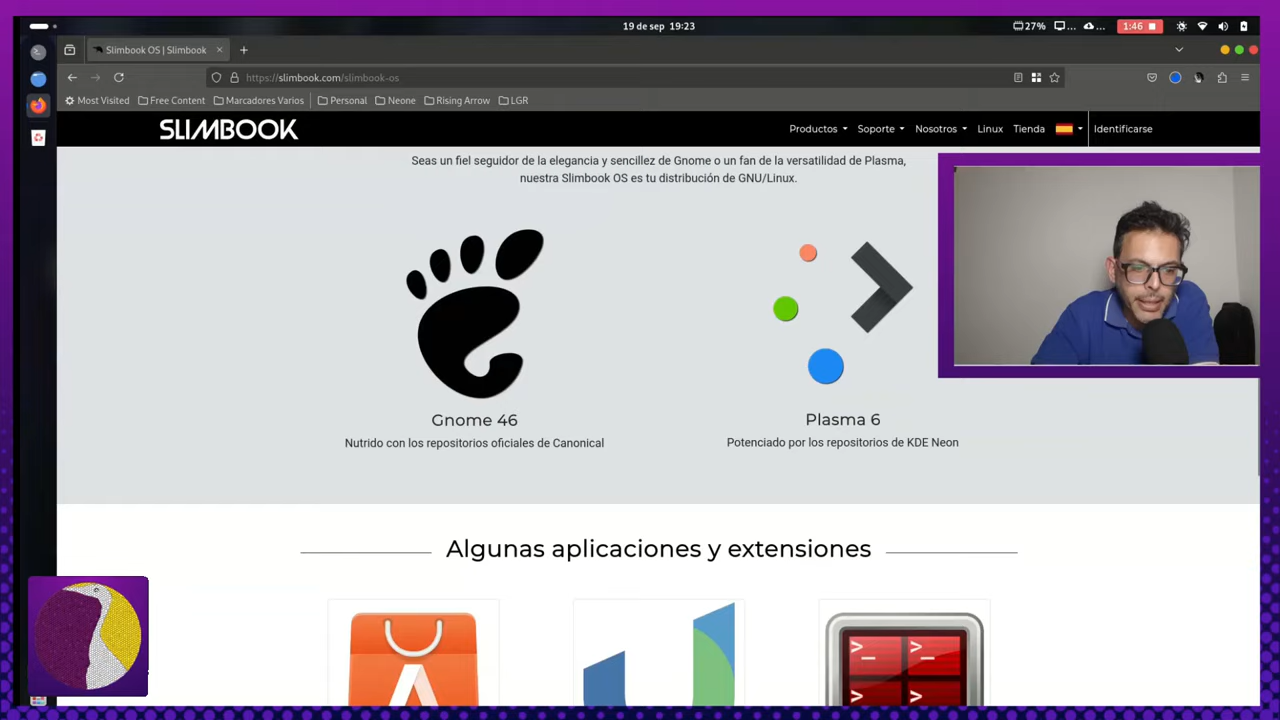 19 de sep 19:23
27%
...
...
1:46
Slimbook OS | Slimbook
https://slimbook.com/slimbook-os
Most Visited
Free Content
Marcadores Varios
Personal
Neone
Rising Arrow
LGR
SLIMBOOK
Productos
Soporte
Nosotros
Linux
Tienda
Identificarse
Seas un fiel seguidor de la elegancia y sencillez de Gnome o un fan de la versatilidad de Plasma,
nuestra Slimbook OS es tu distribución de GNU/Linux.
Gnome 46
Plasma 6
Nutrido con los repositorios oficiales de Canonical
Potenciado por los repositorios de KDE Neon
Algunas aplicaciones y extensiones
>_ >_
> >